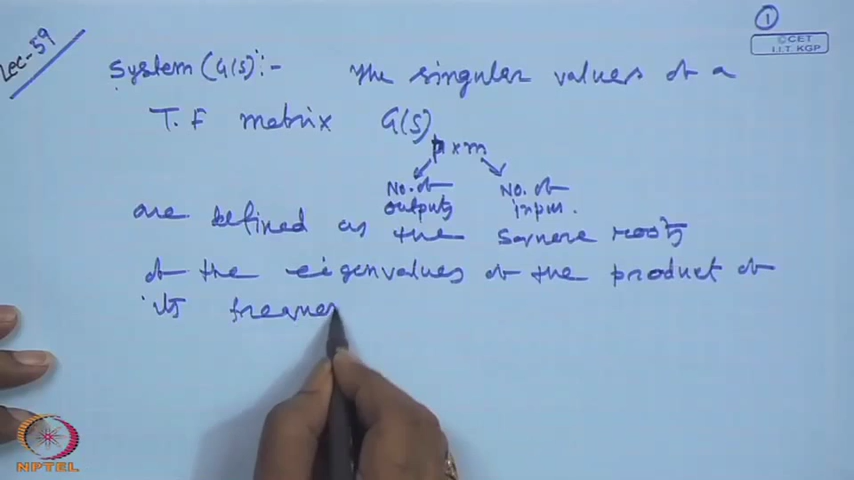 Lec-59
①
©CET
I.I.T. KGP
System (G(s)):- The singular values of a
T.F matrix G(s)
p x m
No. of outputs
No. of inputs.
are defined as the square roots
of the eigenvalues of the product of
its frequen
NPTEL